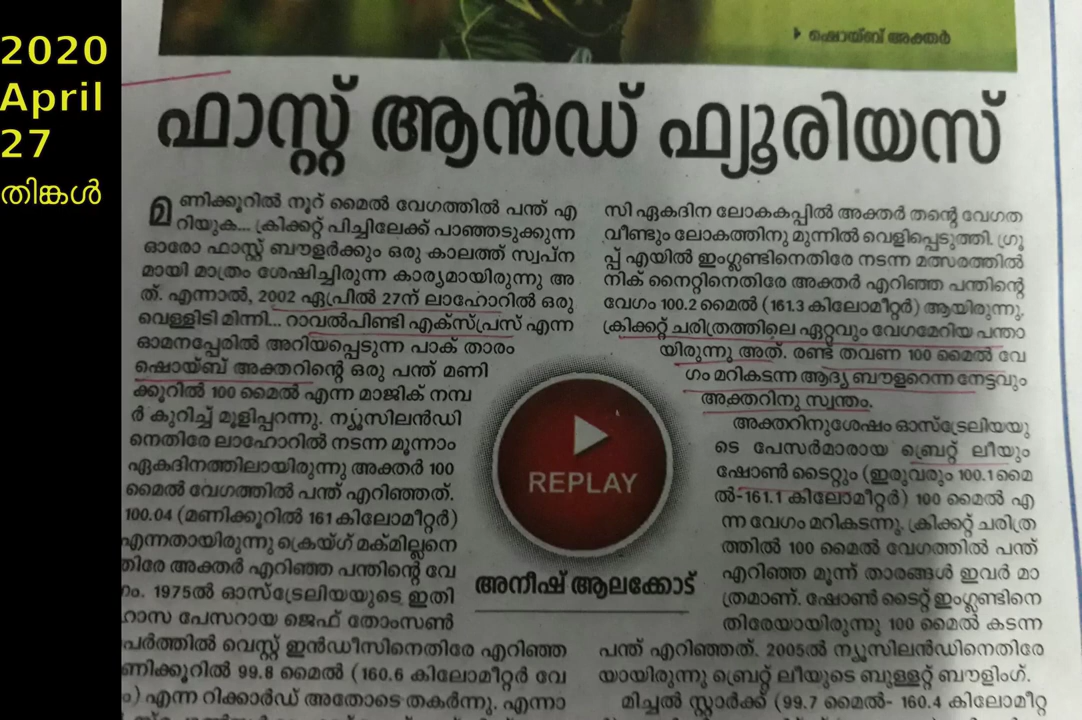 2020
April
27
തിങ്കൾ
ഷൊയ്ബ് അക്തർ
ഫാസ്റ്റ് ആൻഡ് ഫ്യൂരിയസ്
മണിക്കൂറിൽ നൂറ് മൈൽ വേഗത്തിൽ പന്ത് എ
റിയുക... ക്രിക്കറ്റ് പിച്ചിലേക്ക് പാഞ്ഞടുക്കുന്ന
ഓരോ ഫാസ്റ്റ് ബൗളർക്കും ഒരു കാലത്ത് സ്വപ്ന
മായി മാത്രം ശേഷിച്ചിരുന്ന കാര്യമായിരുന്നു അ
ത്. എന്നാൽ, 2002 ഏപ്രിൽ 27ന് ലാഹോറിൽ ഒരു
വെള്ളിടി മിന്നി... റാവൽപിണ്ടി എക്സ്പ്രസ് എന്ന
ഓമനപ്പേരിൽ അറിയപ്പെടുന്ന പാക് താരം
ഷൊയ്ബ് അക്തറിന്റെ ഒരു പന്ത് മണി
ക്കൂറിൽ 100 മൈൽ എന്ന മാജിക് നമ്പ
ർ കുറിച്ച് മൂളിപ്പറന്നു. ന്യൂസിലൻഡി
നെതിരേ ലാഹോറിൽ നടന്ന മൂന്നാം
ഏകദിനത്തിലായിരുന്നു അക്തർ 100
മൈൽ വേഗത്തിൽ പന്ത് എറിഞ്ഞത്.
100.04 (മണിക്കൂറിൽ 161 കിലോമീറ്റർ)
എന്നതായിരുന്നു ക്രെയ്ഗ് മക്മില്ലനെ
തിരേ അക്തർ എറിഞ്ഞ പന്തിന്റെ വേ
ഗം. 1975ൽ ഓസ്ട്രേലിയയുടെ ഇതി
ഹാസ പേസറായ ജെഫ് തോംസൺ
പെർത്തിൽ വെസ്റ്റ് ഇൻഡീസിനെതിരേ എറിഞ്ഞ
മണിക്കൂറിൽ 99.8 മൈൽ (160.6 കിലോമീറ്റർ വേ
ഗം) എന്ന റിക്കാർഡ് അതോടെ തകർന്നു. എന്നാ
സി ഏകദിന ലോകകപ്പിൽ അക്തർ തന്റെ വേഗത
വീണ്ടും ലോകത്തിനു മുന്നിൽ വെളിപ്പെടുത്തി. ഗ്രൂ
പ്പ് എയിൽ ഇംഗ്ലണ്ടിനെതിരേ നടന്ന മത്സരത്തിൽ
നിക് നൈറ്റിനെതിരേ അക്തർ എറിഞ്ഞ പന്തിന്റെ
വേഗം 100.2 മൈൽ (161.3 കിലോമീറ്റർ) ആയിരുന്നു.
ക്രിക്കറ്റ് ചരിത്രത്തിലെ ഏറ്റവും വേഗമേറിയ പന്താ
യിരുന്നു അത്. രണ്ട് തവണ 100 മൈൽ വേ
ഗം മറികടന്ന ആദ്യ ബൗളറെന്ന നേട്ടവും
അക്തറിനു സ്വന്തം.
അക്തറിനുശേഷം ഓസ്ട്രേലിയയു
ടെ പേസർമാരായ ബ്രെറ്റ് ലീയും
ഷോൺ ടൈറ്റും (ഇരുവരും 100.1 മൈ
ൽ-161.1 കിലോമീറ്റർ) 100 മൈൽ എ
ന്ന വേഗം മറികടന്നു. ക്രിക്കറ്റ് ചരിത്ര
ത്തിൽ 100 മൈൽ വേഗത്തിൽ പന്ത്
എറിഞ്ഞ മൂന്ന് താരങ്ങൾ ഇവർ മാ
ത്രമാണ്. ഷോൺ ടൈറ്റ് ഇംഗ്ലണ്ടിനെ
തിരേയായിരുന്നു 100 മൈൽ കടന്ന
പന്ത് എറിഞ്ഞത്. 2005ൽ ന്യൂസിലൻഡിനെതിരേ
യായിരുന്നു ബ്രെറ്റ് ലീയുടെ ബുള്ളറ്റ് ബൗളിംഗ്.
മിച്ചൽ സ്റ്റാർക്ക് (99.7 മൈൽ- 160.4 കിലോമീറ്റ
REPLAY
അനീഷ് ആലക്കോട്